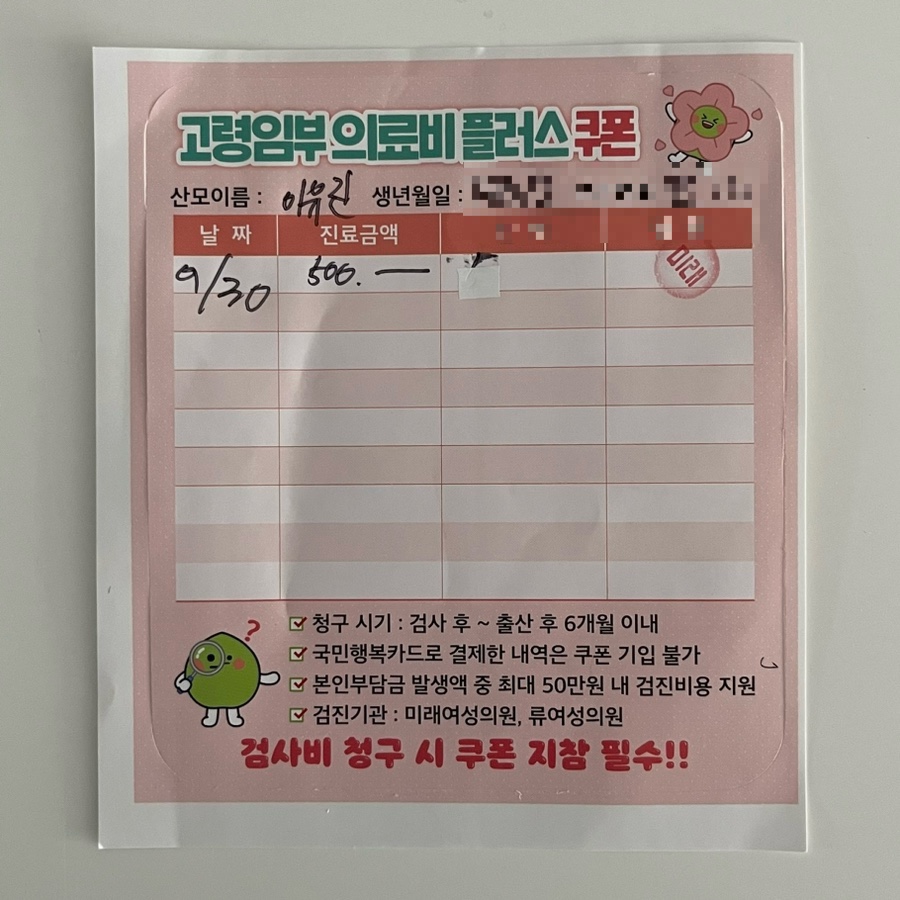 고령임부 의료비 플러스 쿠폰
산모이름 : 이유진 생년월일 :
날 짜 진료금액
9/30 500.— 미래
?
청구 시기 : 검사 후 ~ 출산 후 6개월 이내
국민행복카드로 결제한 내역은 쿠폰 기입 불가
본인부담금 발생액 중 최대 50만원 내 검진비용 지원
검진기관 : 미래여성의원, 류여성의원
검사비 청구 시 쿠폰 지참 필수!!